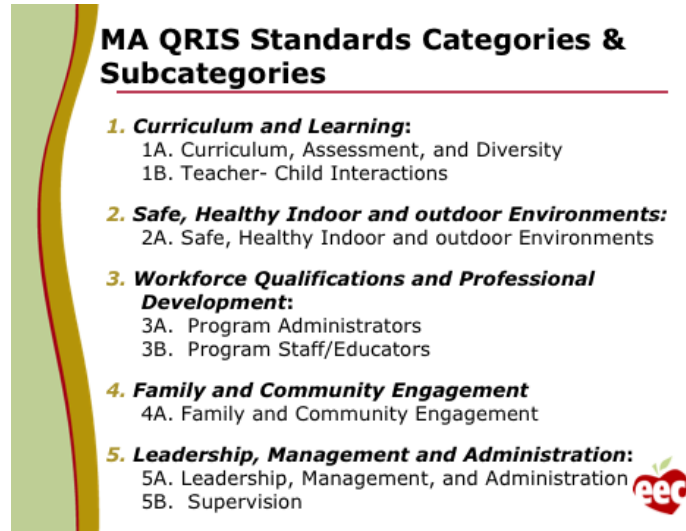 MA QRIS Standards Categories &
Subcategories
1. Curriculum and Learning:
1A. Curriculum, Assessment, and Diversity
1B. Teacher- Child Interactions
2. Safe, Healthy Indoor and outdoor Environments:
2A. Safe, Healthy Indoor and outdoor Environments
3. Workforce Qualifications and Professional
Development:
3A. Program Administrators
3B. Program Staff/Educators
4. Family and Community Engagement
4A. Family and Community Engagement
5. Leadership, Management and Administration:
5A. Leadership, Management, and Administration
5B. Supervision
eec